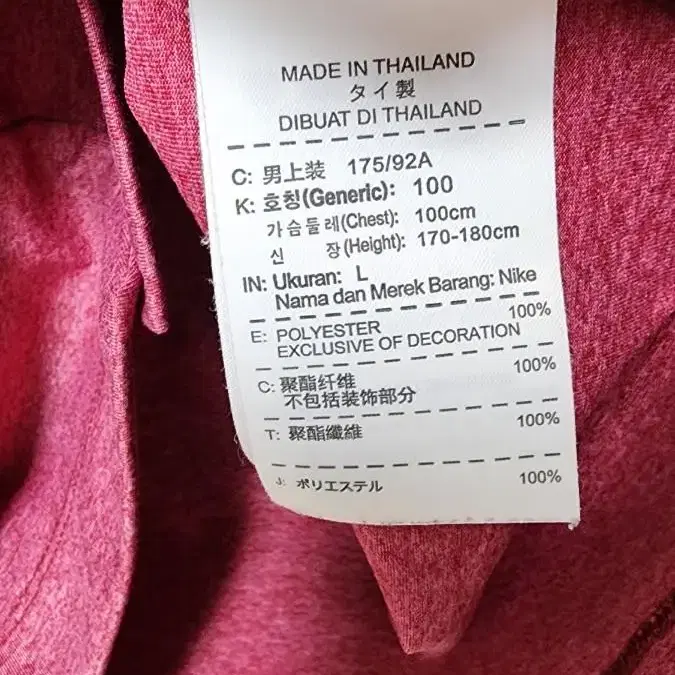 MADE IN THAILAND
タイ製
DIBUAT DI THAILAND
C: 男上装 175/92A
K: 호칭(Generic): 100
가슴둘레(Chest): 100cm
신 장(Height): 170-180cm
IN: Ukuran: L
Nama dan Merek Barang: Nike
E: POLYESTER 100%
EXCLUSIVE OF DECORATION
C: 聚酯纤维 100%
不包括装饰部分
T: 聚酯纖維 100%
J: ポリエステル 100%